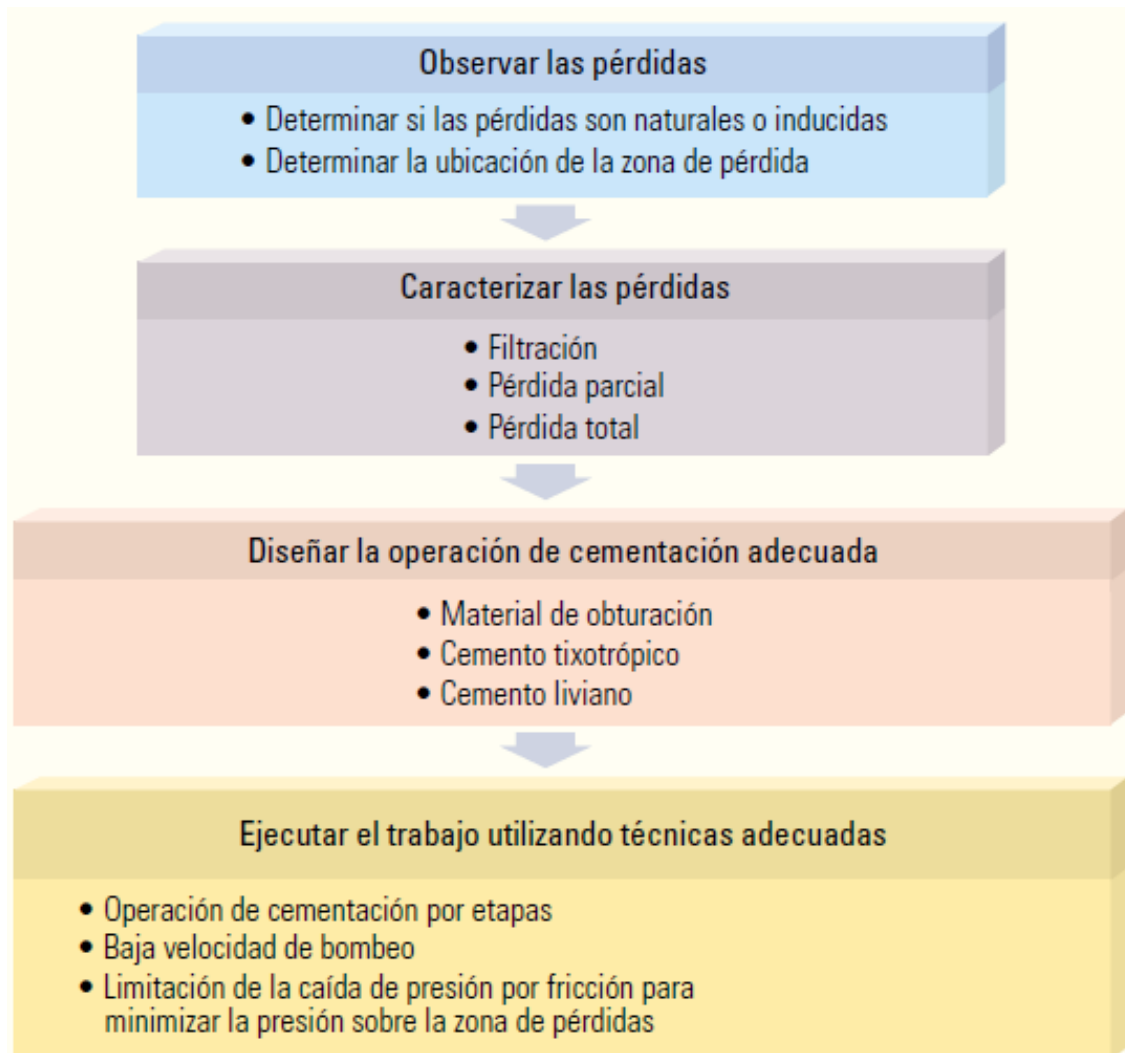 Observar las pérdidas
• Determinar si las pérdidas son naturales o inducidas
• Determinar la ubicación de la zona de pérdida
Caracterizar las pérdidas
• Filtración
• Pérdida parcial
• Pérdida total
Diseñar la operación de cementación adecuada
• Material de obturación
• Cemento tixotrópico
• Cemento liviano
Ejecutar el trabajo utilizando técnicas adecuadas
• Operación de cementación por etapas
• Baja velocidad de bombeo
• Limitación de la caída de presión por fricción para
minimizar la presión sobre la zona de pérdidas